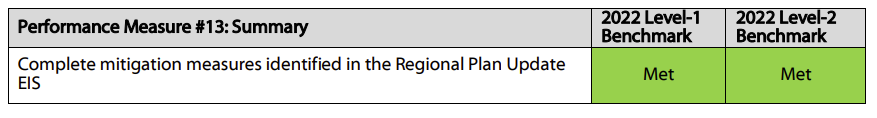 Performance Measure #13: Summary
2022 Level-1 Benchmark
2022 Level-2 Benchmark
Complete mitigation measures identified in the Regional Plan Update
EIS
Met
Met